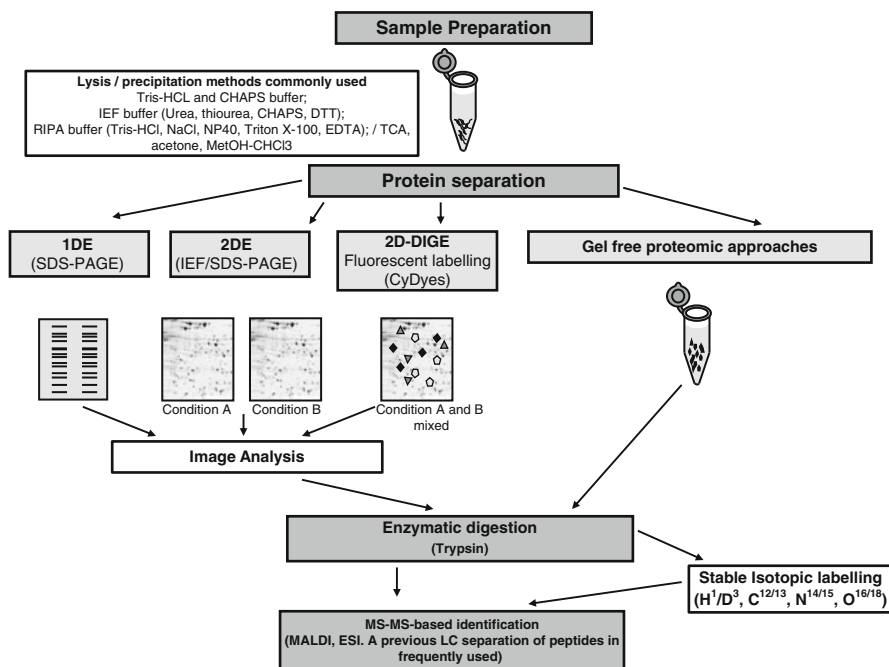 Sample Preparation
Lysis / precipitation methods commonly used
Tris-HCL and CHAPS buffer;
IEF buffer (Urea, thiourea, CHAPS, DTT);
RIPA buffer (Tris-HCl, NaCl, NP40, Triton X-100, EDTA); / TCA,
acetone, MetOH-CHCl3
Protein separation
1DE
(SDS-PAGE)
2DE
(IEF/SDS-PAGE)
2D-DIGE
Fluorescent labelling
(CyDyes)
Gel free proteomic approaches
Condition A
Condition B
Condition A and B
mixed
Image Analysis
Enzymatic digestion
(Trypsin)
Stable Isotopic labelling
(H¹/D³, C¹²/¹³, N¹⁴/¹⁵, O¹⁶/¹⁸)
MS-MS-based identification
(MALDI, ESI. A previous LC separation of peptides in
frequently used)